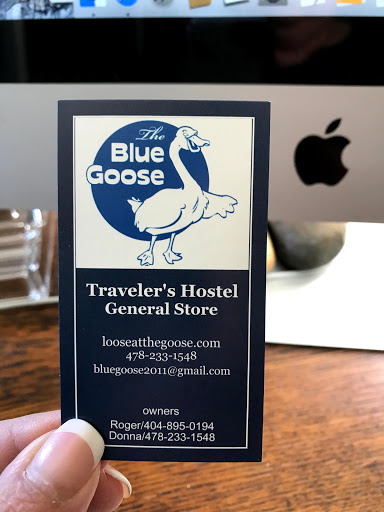 The
Blue
Goose
Traveler's Hostel
General Store
looseatthegoose.com
478-233-1548
bluegoose2011@gmail.com
owners
Roger/404-895-0194
Donna/478-233-1548